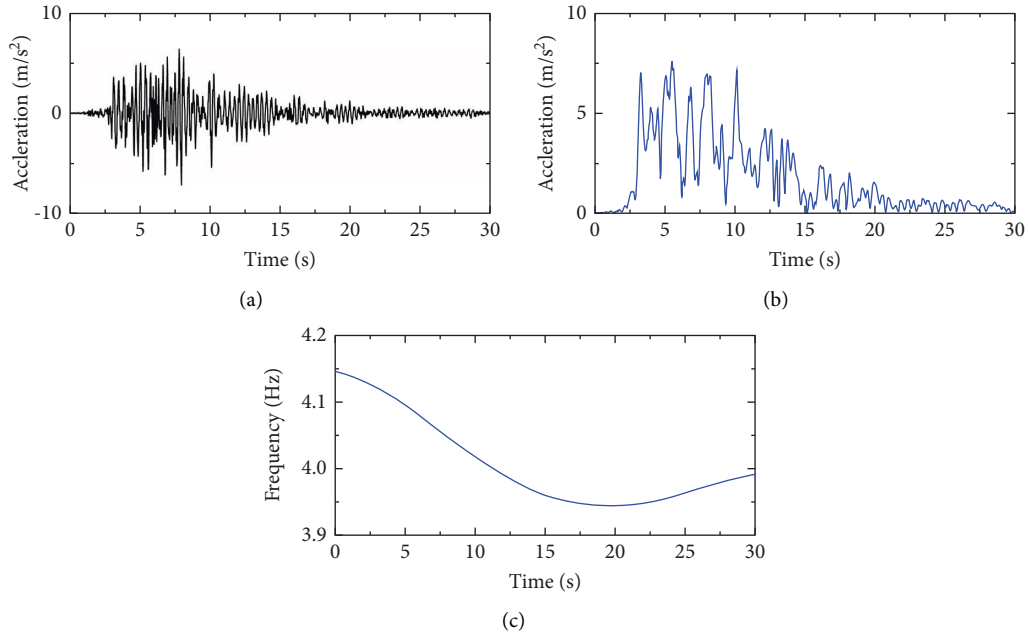 10
0
-10
Accleration (m/s²)
0 5 10 15 20 25 30
Time (s)
(a)
10
5
0
Accleration (m/s²)
0 5 10 15 20 25 30
Time (s)
(b)
4.2
4.1
4.0
3.9
Frequency (Hz)
0 5 10 15 20 25 30
Time (s)
(c)